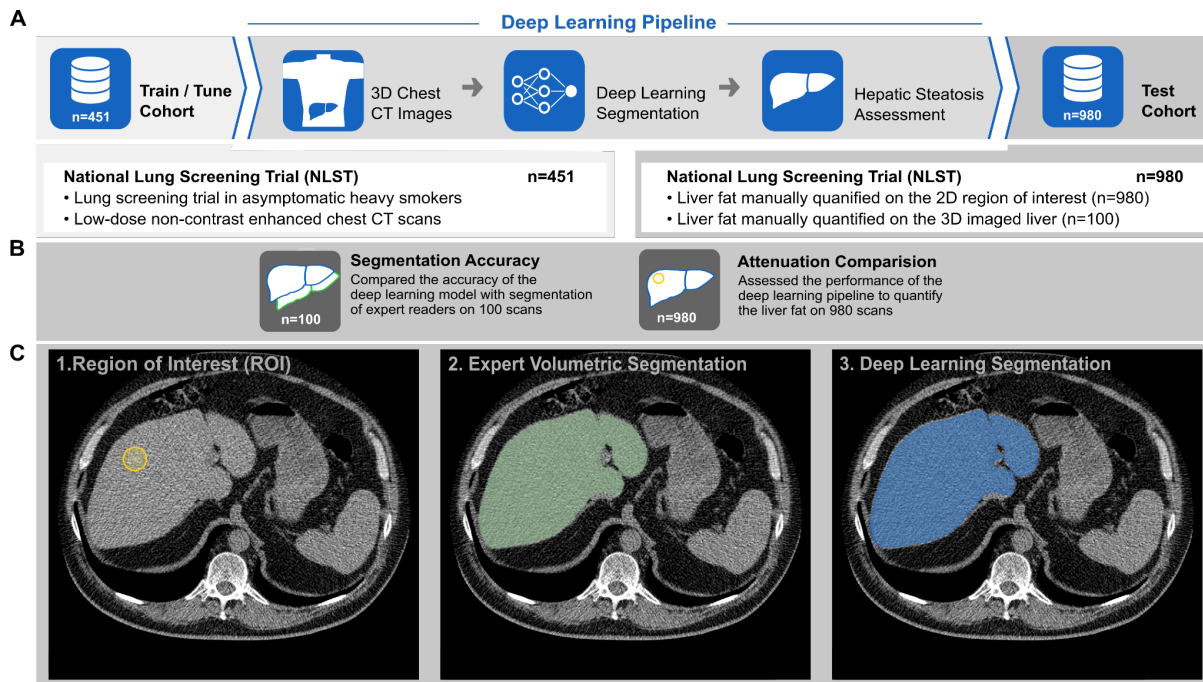 A
Deep Learning Pipeline
n=451
Train / Tune
Cohort
3D Chest
CT Images
Deep Learning
Segmentation
Hepatic Steatosis
Assessment
n=980
Test
Cohort
National Lung Screening Trial (NLST) n=451
• Lung screening trial in asymptomatic heavy smokers
• Low-dose non-contrast enhanced chest CT scans
National Lung Screening Trial (NLST) n=980
• Liver fat manually quanified on the 2D region of interest (n=980)
• Liver fat manually quantified on the 3D imaged liver (n=100)
B
n=100
Segmentation Accuracy
Compared the accuracy of the
deep learning model with segmentation
of expert readers on 100 scans
n=980
Attenuation Comparision
Assessed the performance of the
deep learning pipeline to quantify
the liver fat on 980 scans
C
1.Region of Interest (ROI)
2. Expert Volumetric Segmentation
3. Deep Learning Segmentation